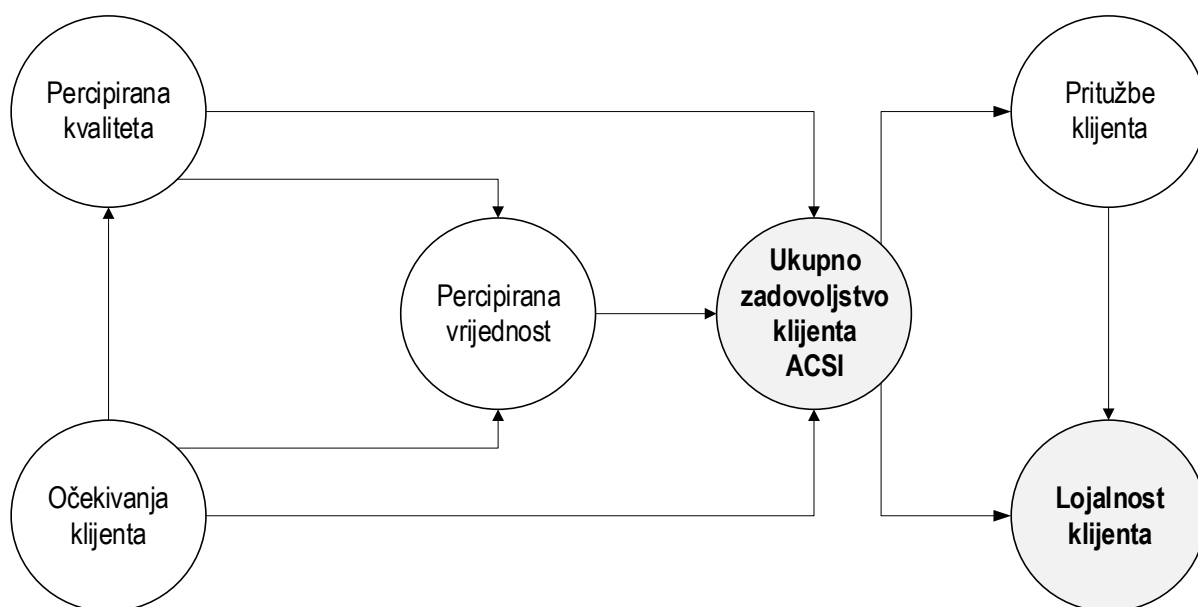 Percipirana
kvaliteta
Pritužbe
klijenta
Percipirana
vrijednost
Ukupno
zadovoljstvo
klijenta
ACSI
Očekivanja
klijenta
Lojalnost
klijenta